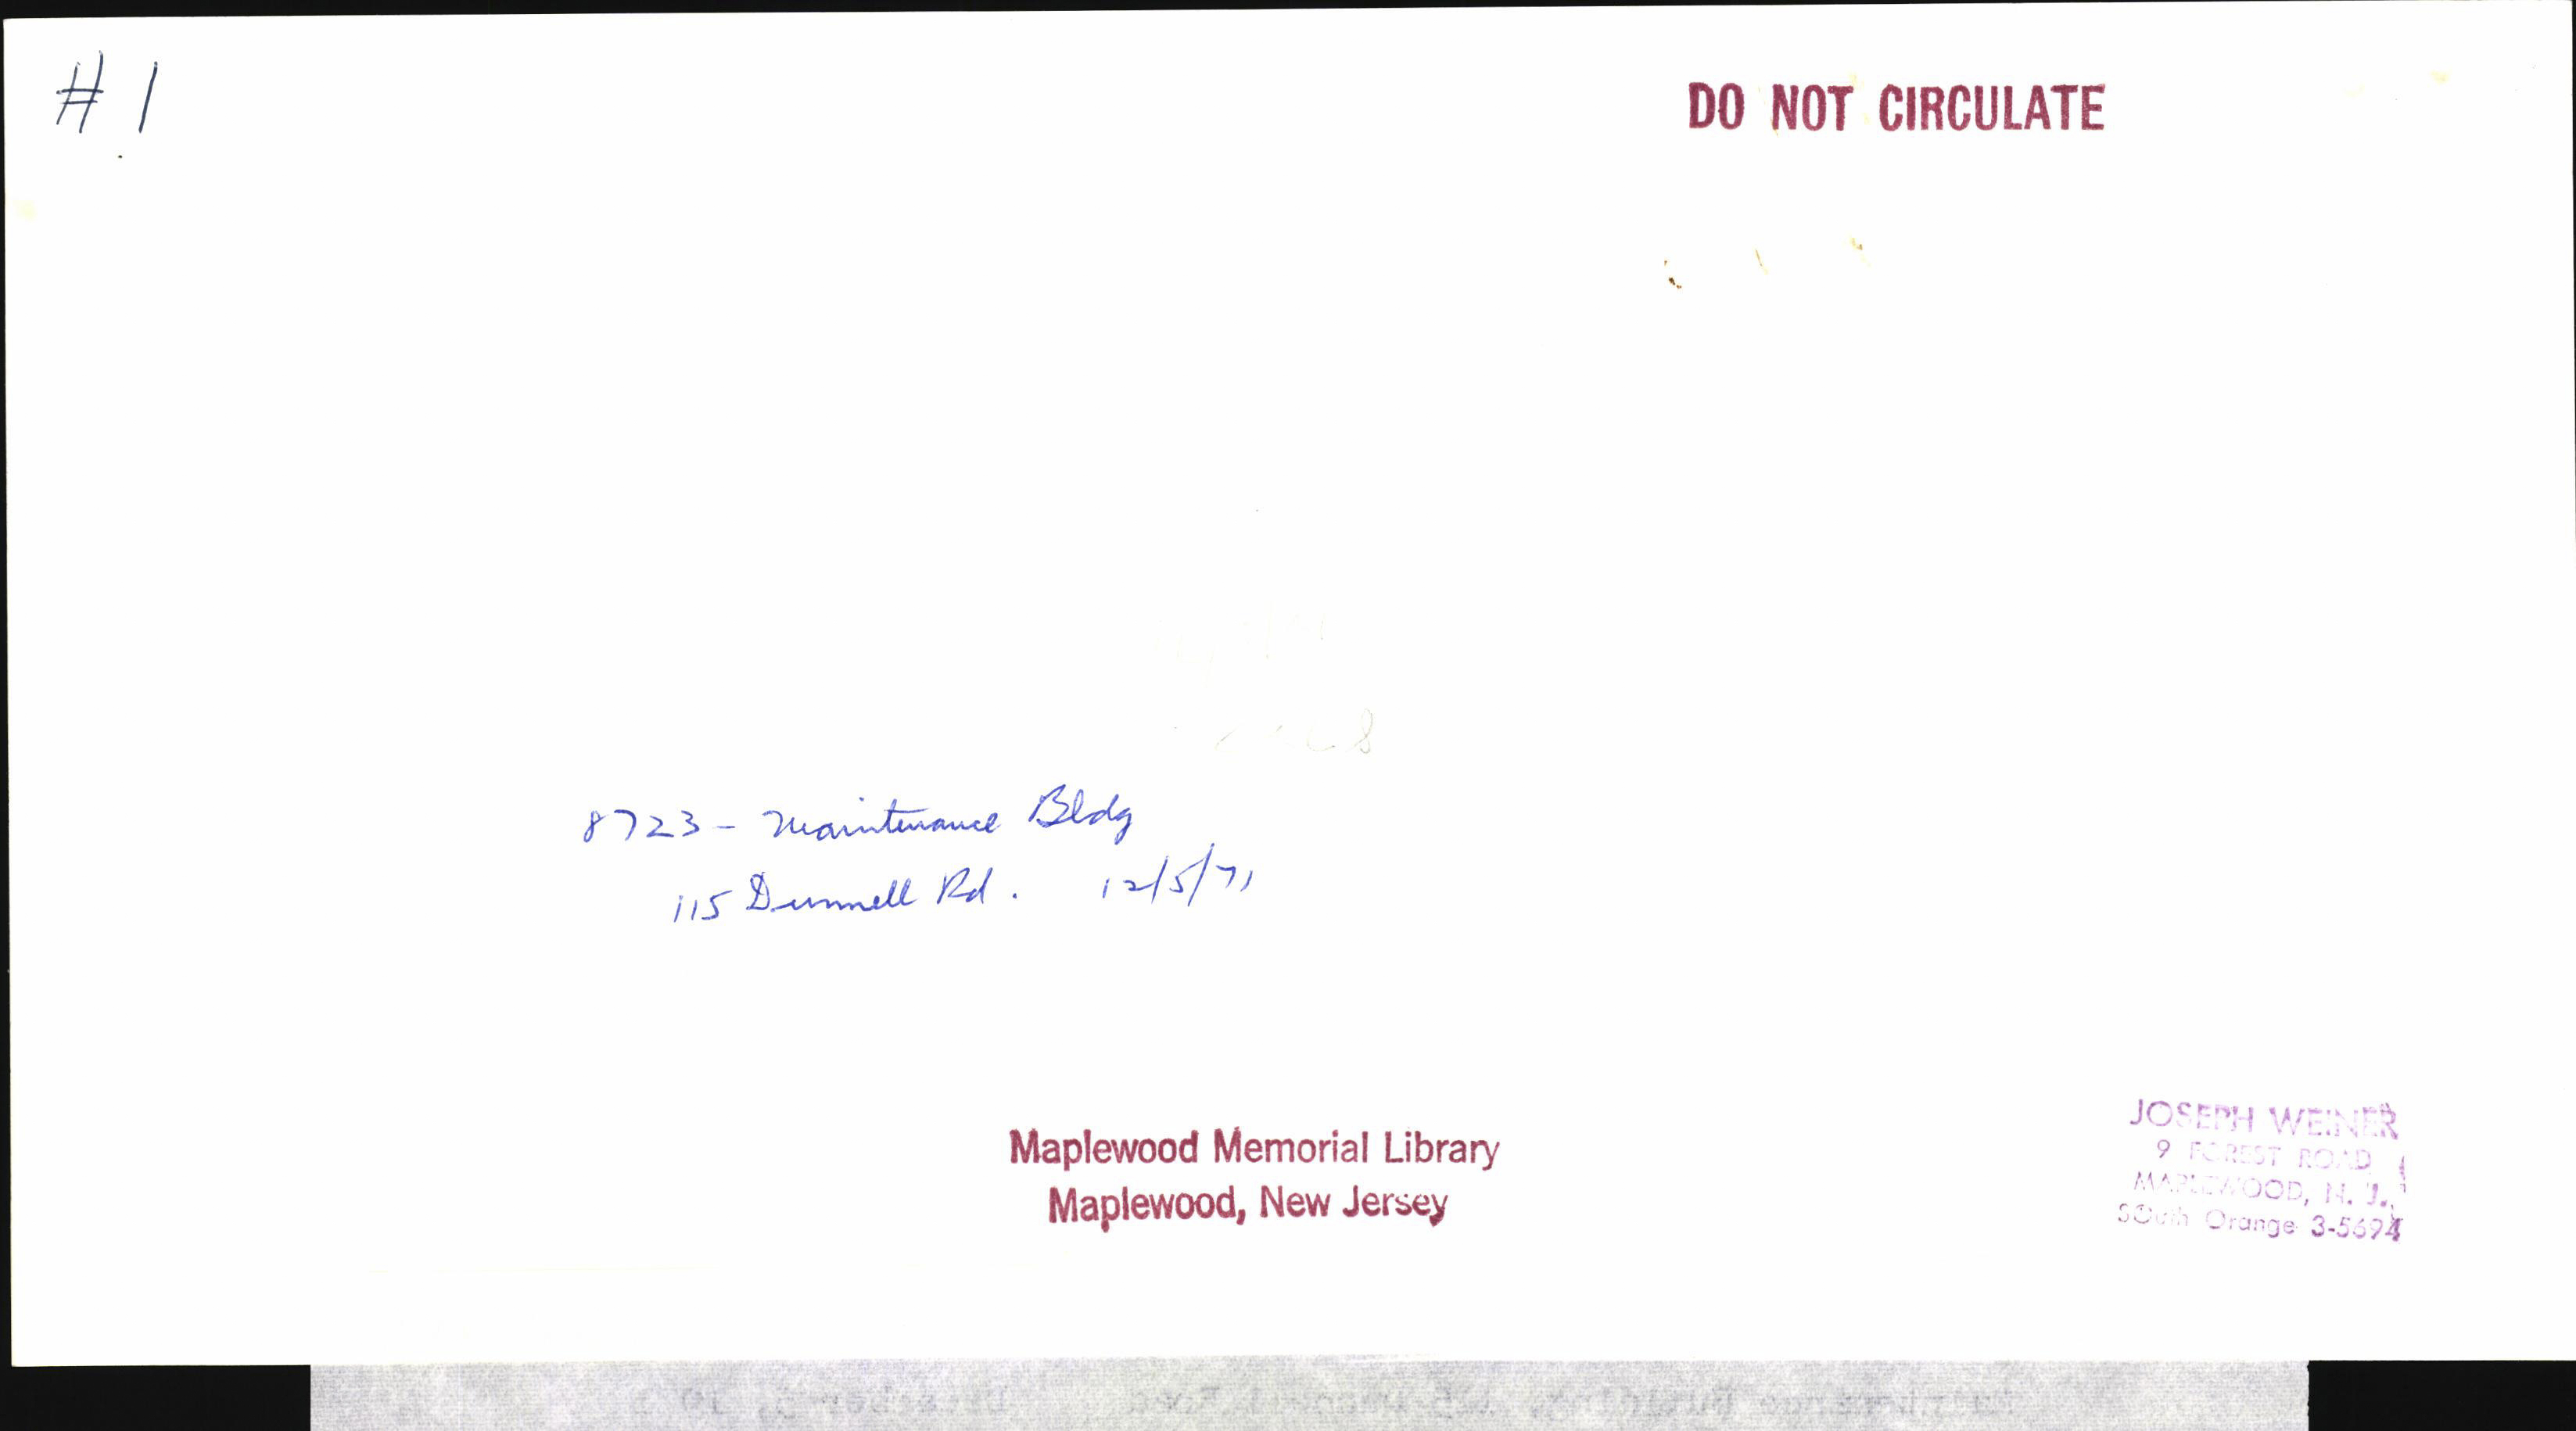 # 1
DO NOT CIRCULATE
8723 - Maintenance Bldg
115 Dunnell Rd. 12/5/71
Maplewood Memorial Library
Maplewood, New Jersey
JOSEPH WEINER
9 FOREST ROAD
MAPLEWOOD, N. J.
SOuth Orange 3-5694